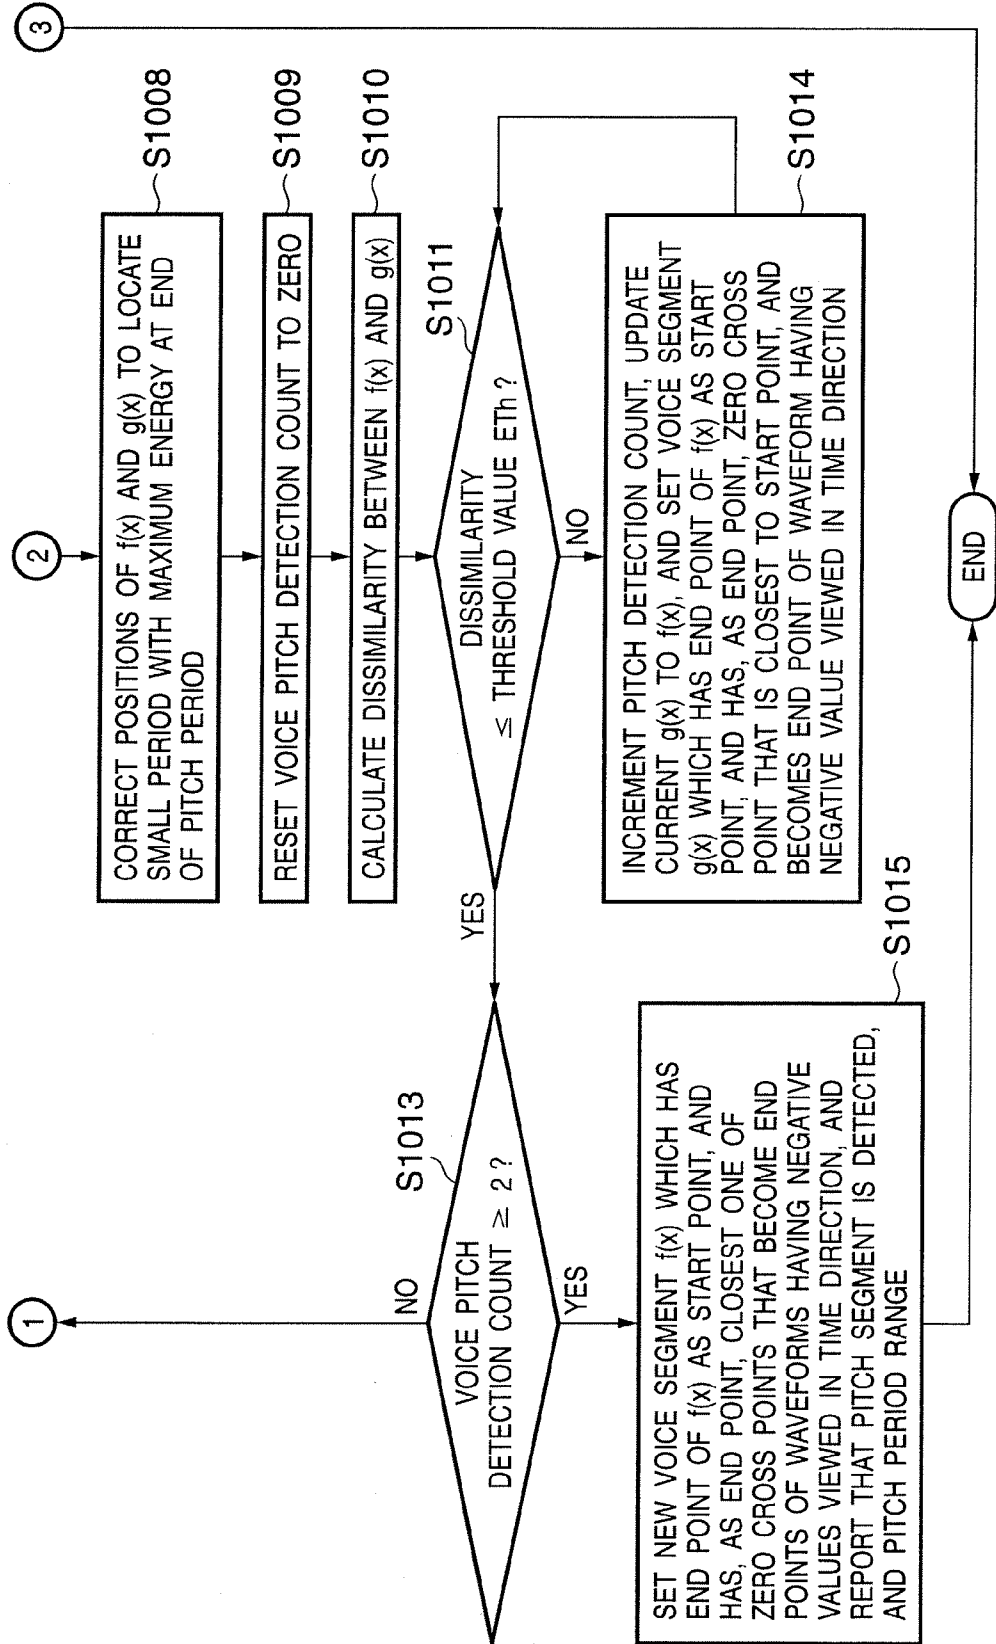 2
3
CORRECT POSITIONS OF f(x) AND g(x) TO LOCATE
SMALL PERIOD WITH MAXIMUM ENERGY AT END
OF PITCH PERIOD
S1008
RESET VOICE PITCH DETECTION COUNT TO ZERO
S1009
CALCULATE DISSIMILARITY BETWEEN f(x) AND g(x)
S1010
S1011
DISSIMILARITY
≤ THRESHOLD VALUE ETh ?
YES
NO
INCREMENT PITCH DETECTION COUNT, UPDATE
CURRENT g(x) TO f(x), AND SET VOICE SEGMENT
g(x) WHICH HAS END POINT OF f(x) AS START
POINT, AND HAS, AS END POINT, ZERO CROSS
POINT THAT IS CLOSEST TO START POINT, AND
BECOMES END POINT OF WAVEFORM HAVING
NEGATIVE VALUE VIEWED IN TIME DIRECTION
S1014
1
NO
S1013
VOICE PITCH
DETECTION COUNT ≥ 2 ?
YES
SET NEW VOICE SEGMENT f(x) WHICH HAS
END POINT OF f(x) AS START POINT, AND
HAS, AS END POINT, CLOSEST ONE OF
ZERO CROSS POINTS THAT BECOME END
POINTS OF WAVEFORMS HAVING NEGATIVE
VALUES VIEWED IN TIME DIRECTION, AND
REPORT THAT PITCH SEGMENT IS DETECTED,
AND PITCH PERIOD RANGE
S1015
END